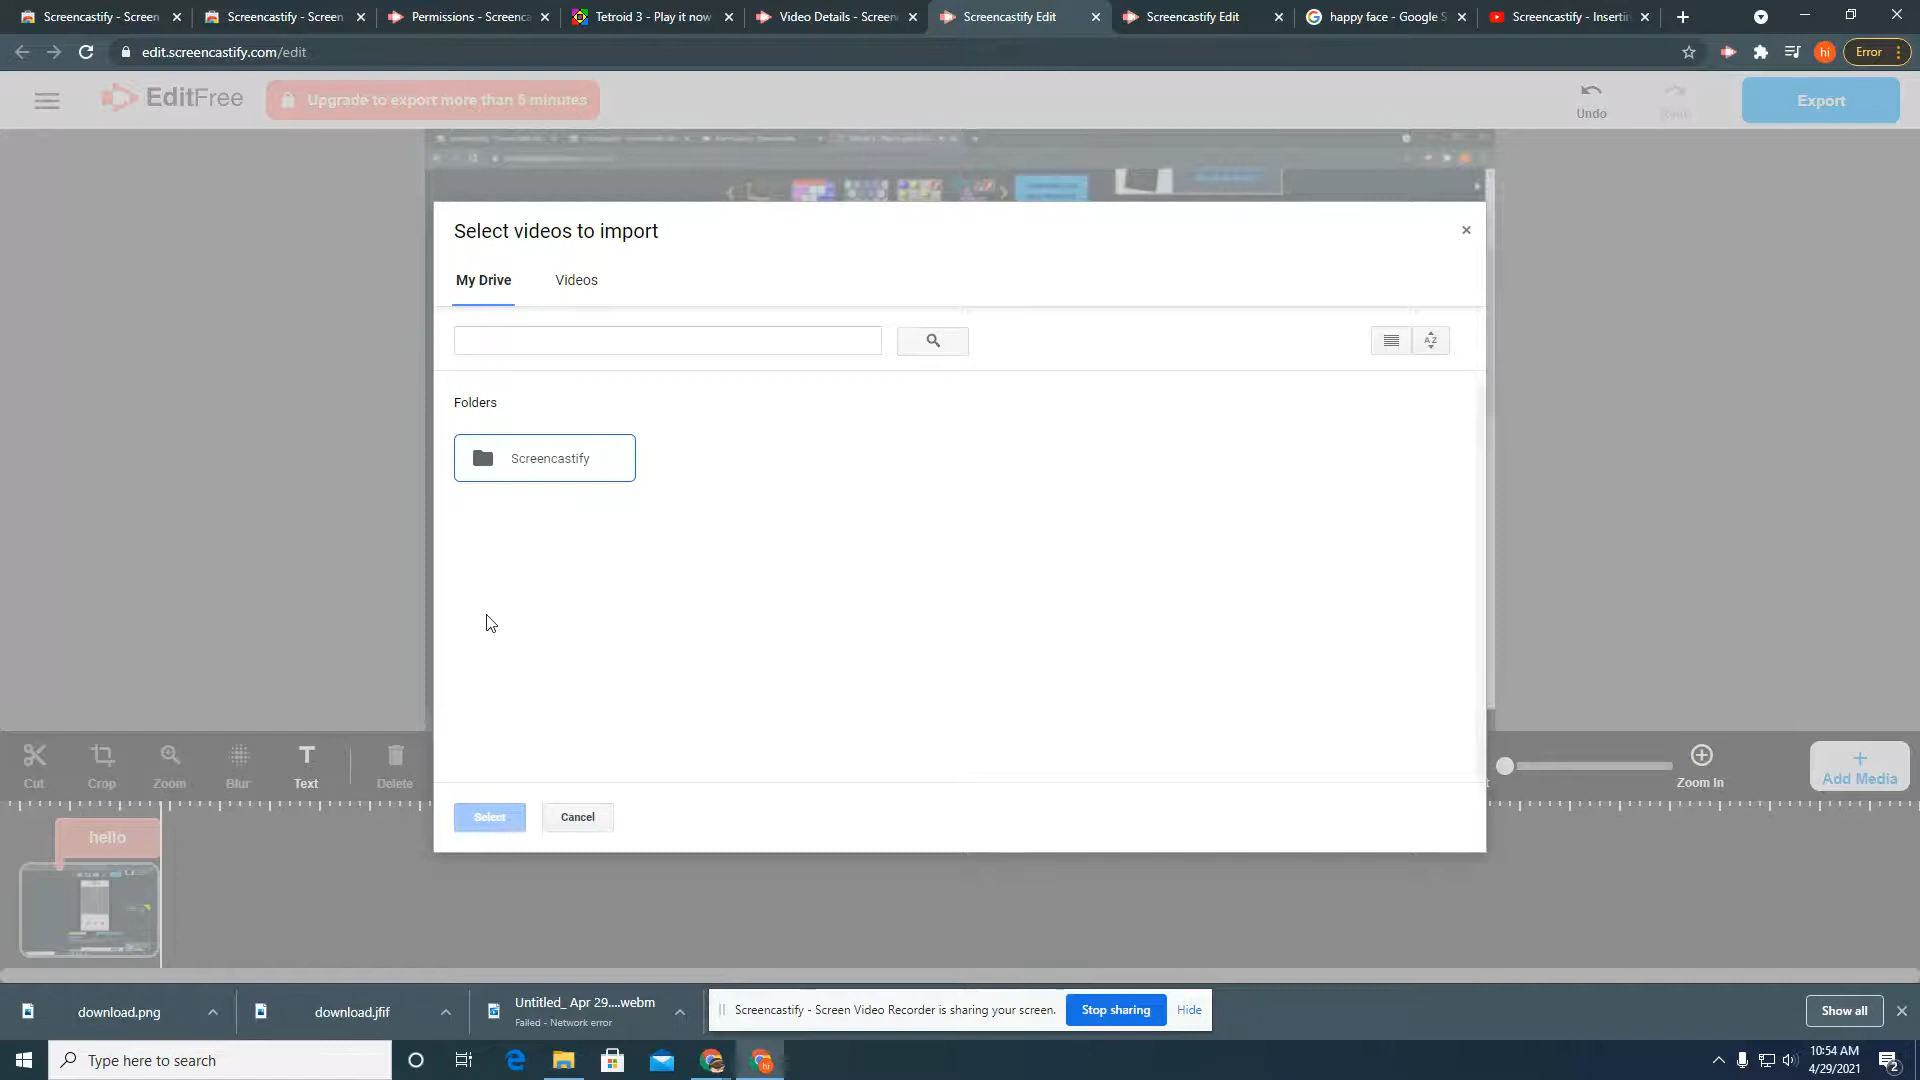 Screencastify - Screen
Screencastify - Screen
Permissions - Screenca
Tetroid 3 - Play it now
Video Details - Screen
Screencastify Edit
Screencastify Edit
happy face - Google S
Screencastify - Inserti
edit.screencastify.com/edit
hi
Error
EditFree
Upgrade to export more than 5 minutes
Undo
Export
Select videos to import
My Drive
Videos
A Z
Folders
Screencastify
Cut
Crop
Zoom
Blur
T
Text
Delete
Zoom In
+
Add Media
Select
Cancel
hello
download.png
download.jfif
Untitled_ Apr 29....webm
Failed - Network error
Screencastify - Screen Video Recorder is sharing your screen.
Stop sharing
Hide
Show all
Type here to search
hi
10:54 AM
4/29/2021
2